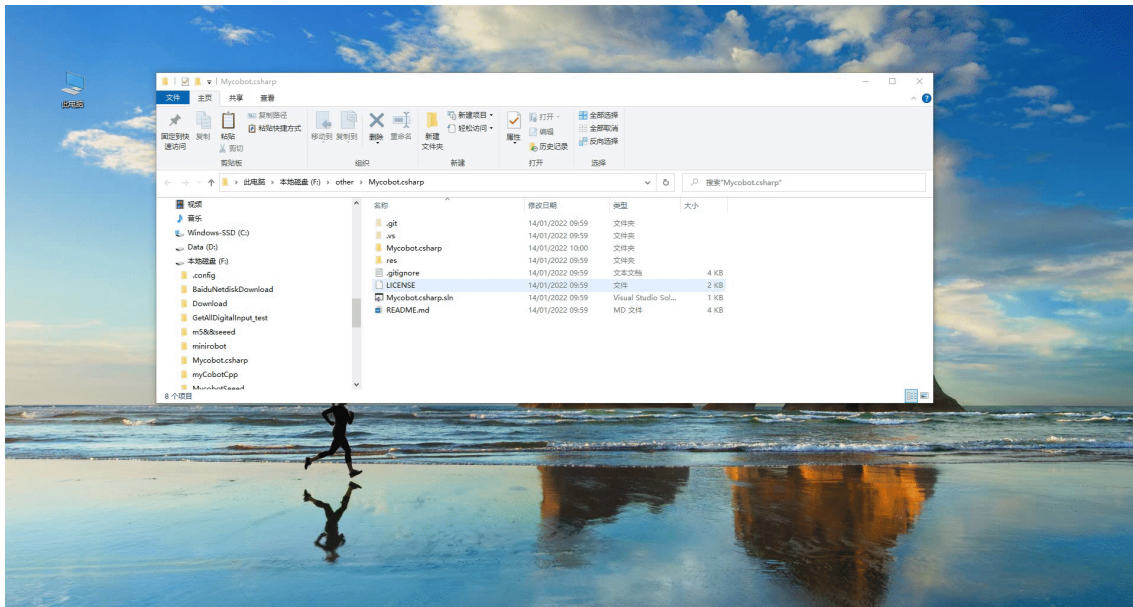 此电脑
Mycobot.csharp
文件 主页 共享 查看
固定到快速访问
复制
粘贴
复制路径
粘贴快捷方式
剪切
剪贴板
移动到
复制到
删除
重命名
组织
新建文件夹
新建项目
轻松访问
新建
属性
打开
编辑
历史记录
打开
全部选择
全部取消
反向选择
选择
此电脑 › 本地磁盘 (F:) › other › Mycobot.csharp
搜索"Mycobot.csharp"
视频
音乐
Windows-SSD (C:)
Data (D:)
本地磁盘 (F:)
.config
BaiduNetdiskDownload
Download
GetAllDigitalInput_test
m5&&seeed
minirobot
Mycobot.csharp
myCobotCpp
MycobotSeeed
名称 修改日期 类型 大小
.git 14/01/2022 09:59 文件夹
.vs 14/01/2022 09:59 文件夹
Mycobot.csharp 14/01/2022 10:00 文件夹
res 14/01/2022 09:59 文件夹
.gitignore 14/01/2022 09:59 文本文档 4 KB
LICENSE 14/01/2022 09:59 文件 2 KB
Mycobot.csharp.sln 14/01/2022 09:59 Visual Studio Sol... 1 KB
README.md 14/01/2022 09:59 MD 文件 4 KB
8 个项目